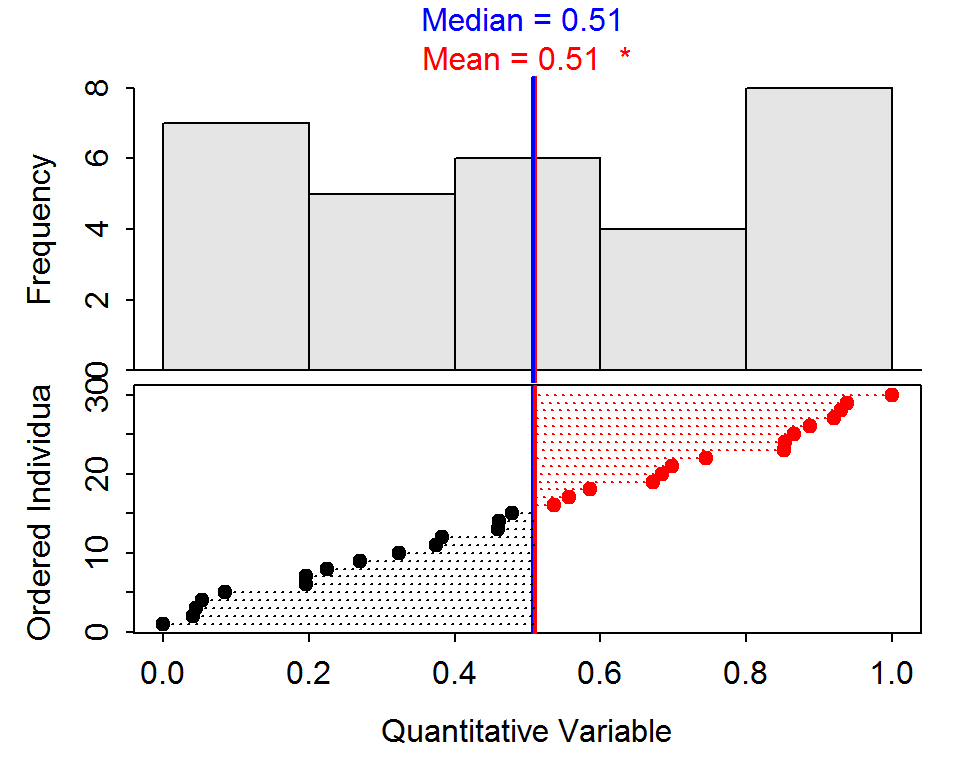 Median = 0.51
Mean = 0.51 *
Frequency
8
6
4
2
0
Ordered Individua
30
20
10
0
0.0 0.2 0.4 0.6 0.8 1.0
Quantitative Variable